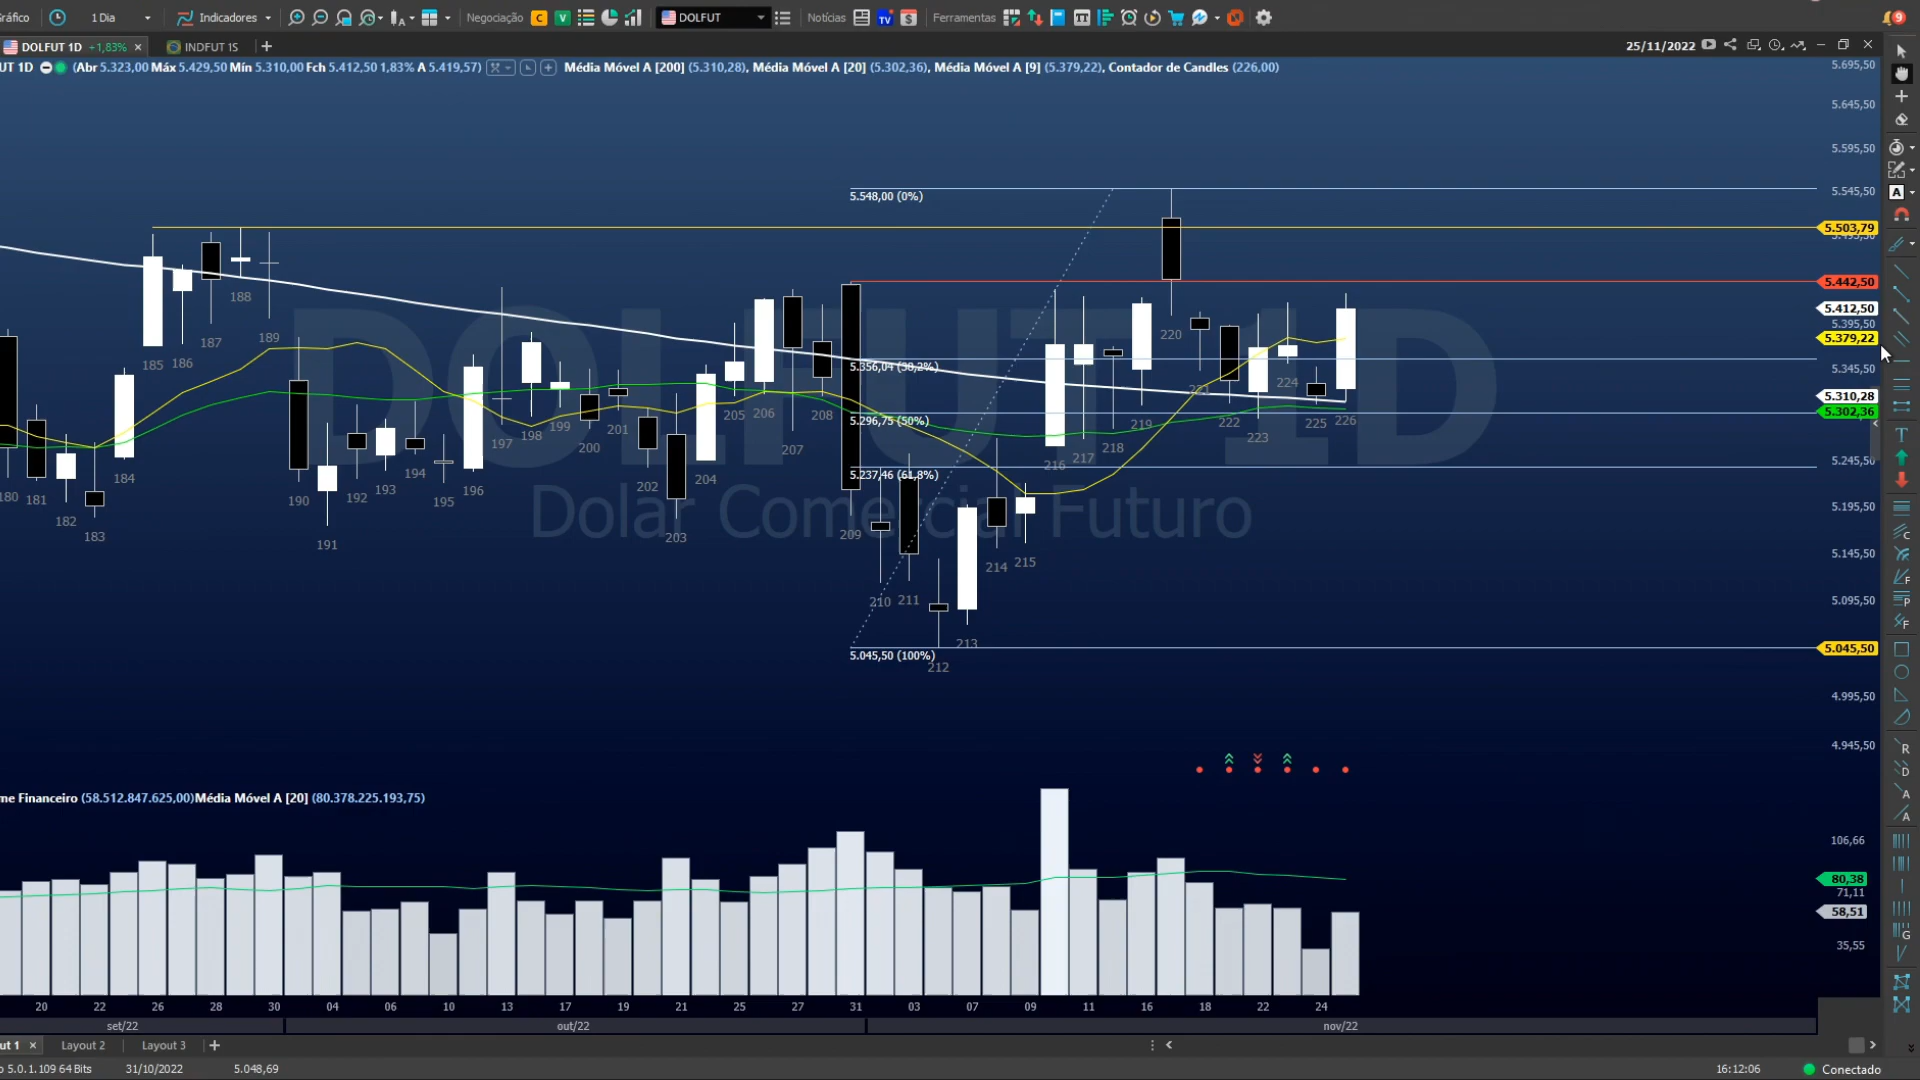 ráfico 1 Dia Indicadores Negociação C V DOLFUT Notícias TV $ Ferramentas 9
DOLFUT 1D +1,83% × INDFUT 1S + 25/11/2022
UT 1D (Abr 5.323,00 Máx 5.429,50 Mín 5.310,00 Fch 5.412,50 1,83% A 5.419,57) Média Móvel A [200] (5.310,28), Média Móvel A [20] (5.302,36), Média Móvel A [9] (5.379,22), Contador de Candles (226,00)
5.695,50
5.645,50
5.595,50
5.545,50
5.548,00 (0%)
5.503,79
5.442,50
5.412,50
5.395,50
5.379,22
5.356,04 (38,2%)
5.345,50
5.310,28
5.302,36
5.296,75 (50%)
5.245,50
5.237,46 (61,8%)
5.195,50
5.145,50
5.095,50
5.045,50 (100%)
5.045,50
4.995,50
4.945,50
DOLFUT 1D
Dolar Comercial Futuro
180 181 182 183 184 185 186 187 188 189 190 191 192 193 194 195 196 197 198 199 200 201 202 203 204 205 206 207 208 209 210 211 212 213 214 215 216 217 218 219 220 221 222 223 224 225 226
me Financeiro (58.512.847.625,00)Média Móvel A [20] (80.378.225.193,75)
106,66
80,38
71,11
58,51
35,55
20 22 26 28 30 04 06 10 13 17 19 21 25 27 31 03 07 09 11 16 18 22 24
set/22 out/22 nov/22
ut 1 × Layout 2 Layout 3 +
o 5.0.1.109 64 Bits 31/10/2022 5.048,69 16:12:06 Conectado